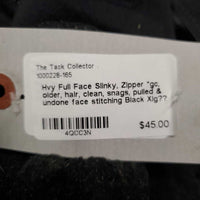 The Tack Collector
1000228-165
Hvy Full Face Slinky, Zipper *gc,
older, hair, clean, snags, pulled &
undone face stitching Black Xlg??
$45.00
4QCC3N